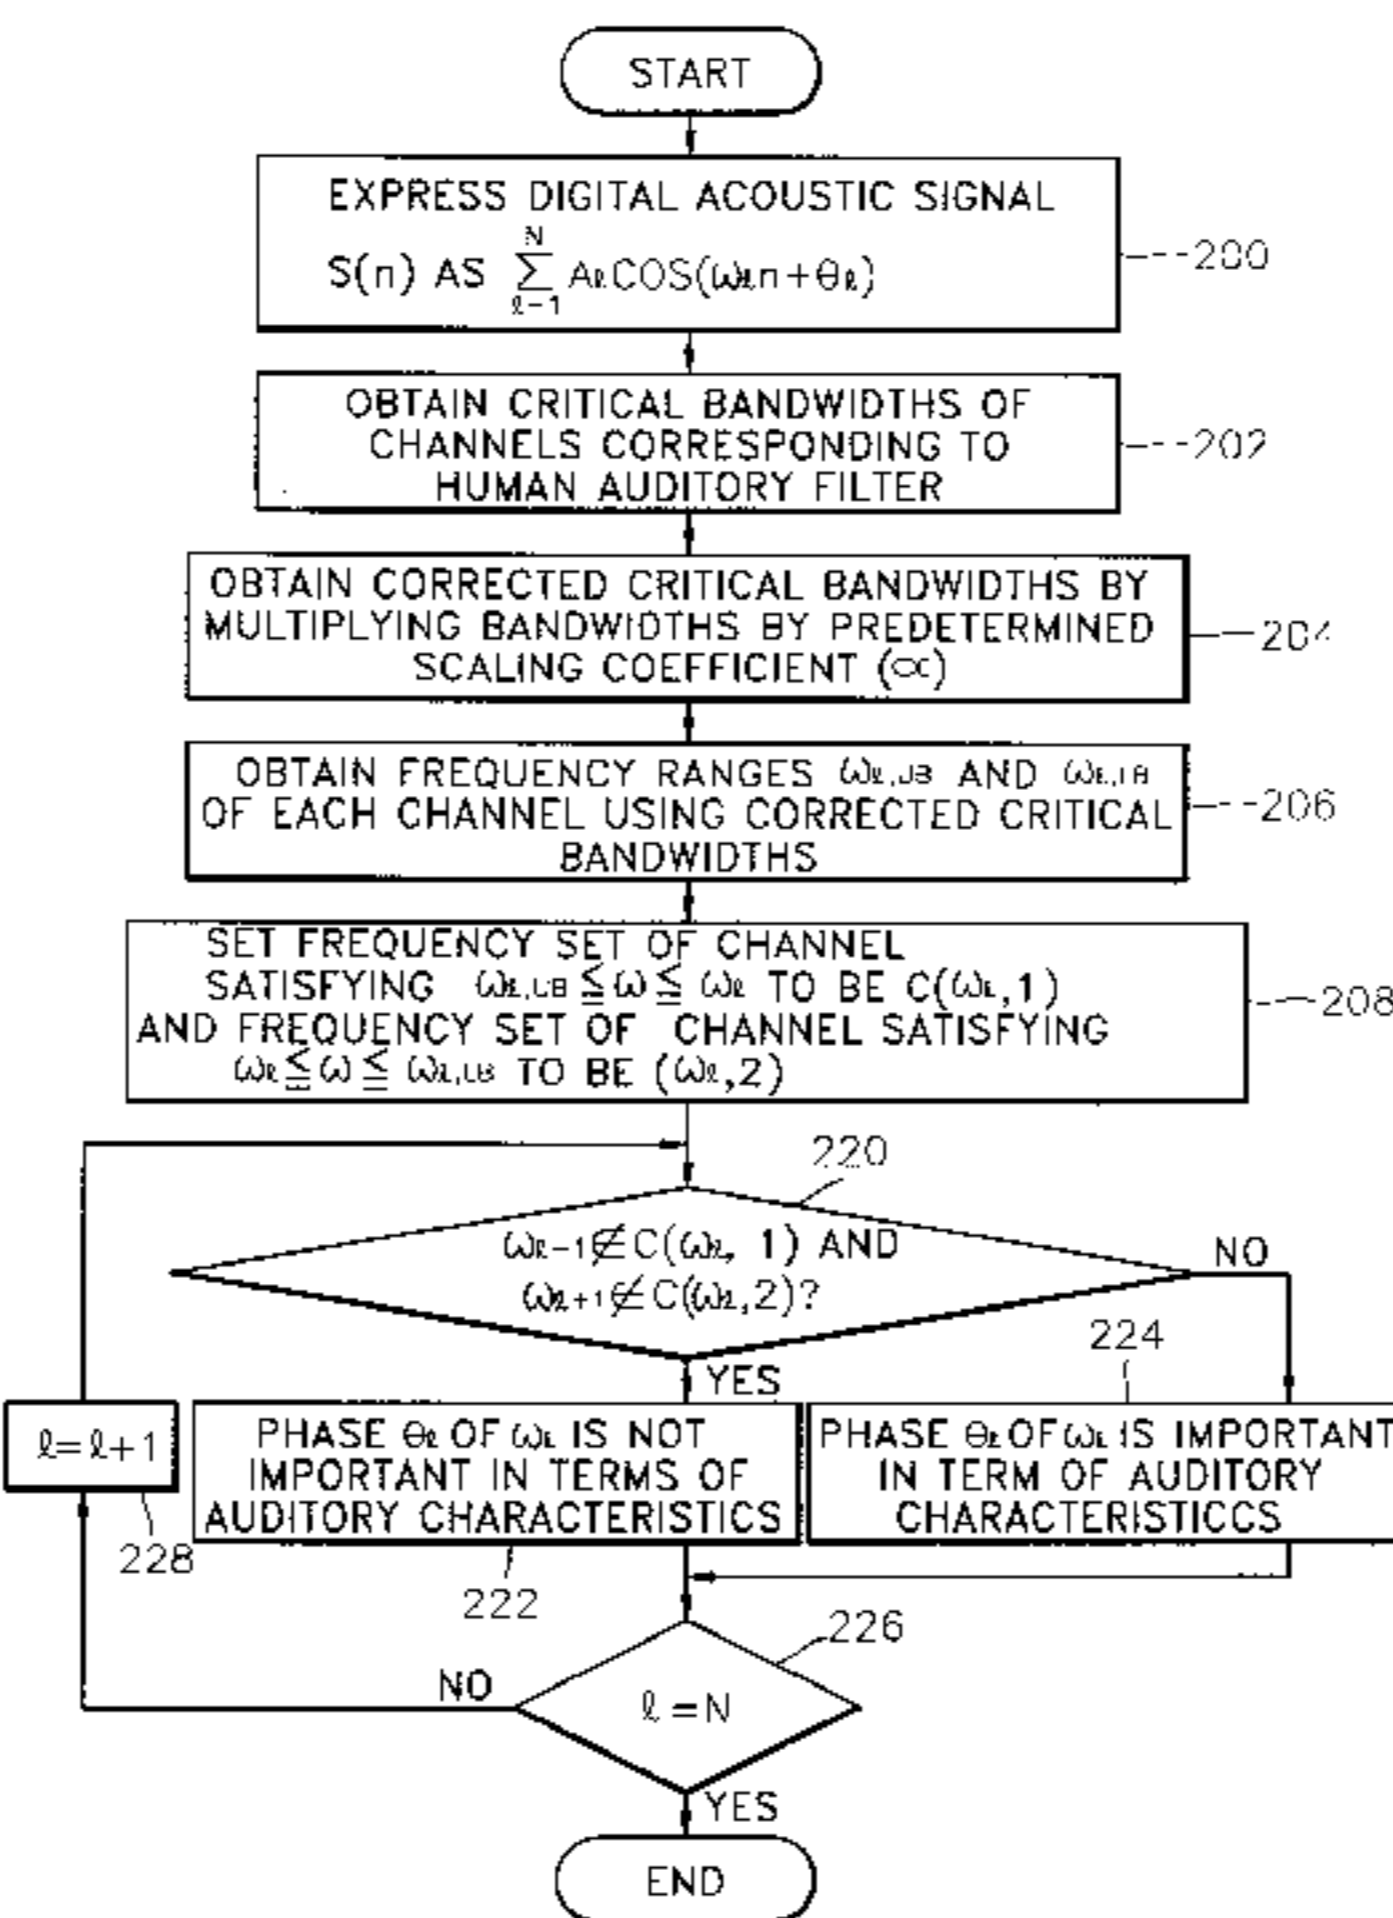 START
EXPRESS DIGITAL ACOUSTIC SIGNAL
S(n) AS N ∑ ℓ-1 AℓCOS(ωℓn+θℓ)
200
OBTAIN CRITICAL BANDWIDTHS OF
CHANNELS CORRESPONDING TO
HUMAN AUDITORY FILTER
202
OBTAIN CORRECTED CRITICAL BANDWIDTHS BY
MULTIPLYING BANDWIDTHS BY PREDETERMINED
SCALING COEFFICIENT (∝)
204
OBTAIN FREQUENCY RANGES AND
OF EACH CHANNEL USING CORRECTED CRITICAL
BANDWIDTHS
206
SET FREQUENCY SET OF CHANNEL
SATISFYING ≦ω≦ ωℓ TO BE C(ωℓ,1)
AND FREQUENCY SET OF CHANNEL SATISFYING
ωℓ≦ω≦ TO BE (ωℓ,2)
208
220
ωℓ-1∉C(ωℓ, 1) AND
ωℓ+1∉C(ωℓ,2)?
NO
YES
224
ℓ=ℓ+1
228
PHASE θℓ OF ωℓ IS NOT
IMPORTANT IN TERMS OF
AUDITORY CHARACTERISTICS
222
PHASE θℓ OF ωℓ IS IMPORTANT
IN TERM OF AUDITORY
CHARACTERISTICCS
226
NO
ℓ=N
YES
END